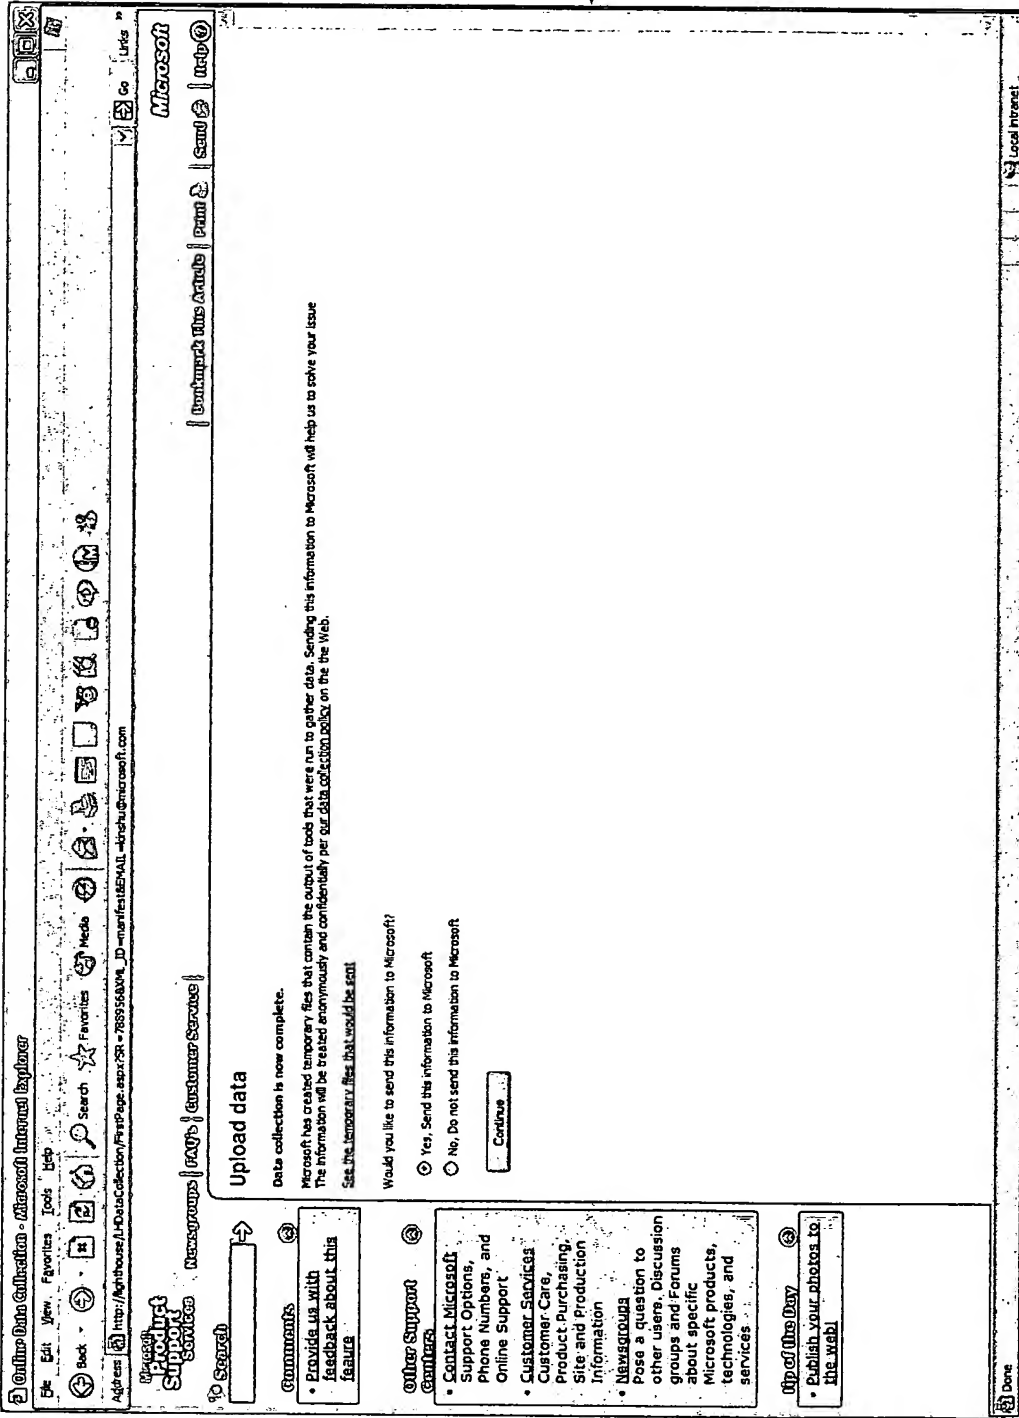 Online Data Collection - Microsoft Internet Explorer
File Edit View Favorites Tools Help
Back Search Favorites Media
Address http://lighthouse/LHDataCollection/FirstPage.aspx?SR=788956&XML_ID=manifest&EMAIL=kinshu@microsoft.com Go Links »
Microsoft
Product
Support
Services
Newsgroups | FAQ's | Customer Service |
Microsoft
| Bookmark This Article | Print | Send | Help
Search
Comments
• Provide us with
feedback about this
feaure
Other Support
Centers
• Contact Microsoft
Support Options,
Phone Numbers, and
Online Support
• Customer Services
Customer Care,
Product Purchasing,
Site and Production
Information
• Newsgroups
Pose a question to
other users. Discussion
groups and Forums
about specific
Microsoft products,
technologies, and
services
Tip of the Day
• Publish your photos to
the web!
Upload data
Data collection is now complete.
Microsoft has created temporary files that contain the output of tools that were run to gather data. Sending this information to Microsoft will help us to solve your issue
The information will be treated anonymously and confidentially per our data collection policy on the the Web.
See the temporary files that would be sent
Would you like to send this information to Microsoft?
Yes, Send this information to Microsoft
No, Do not send this information to Microsoft
Continue
Done
Local intranet